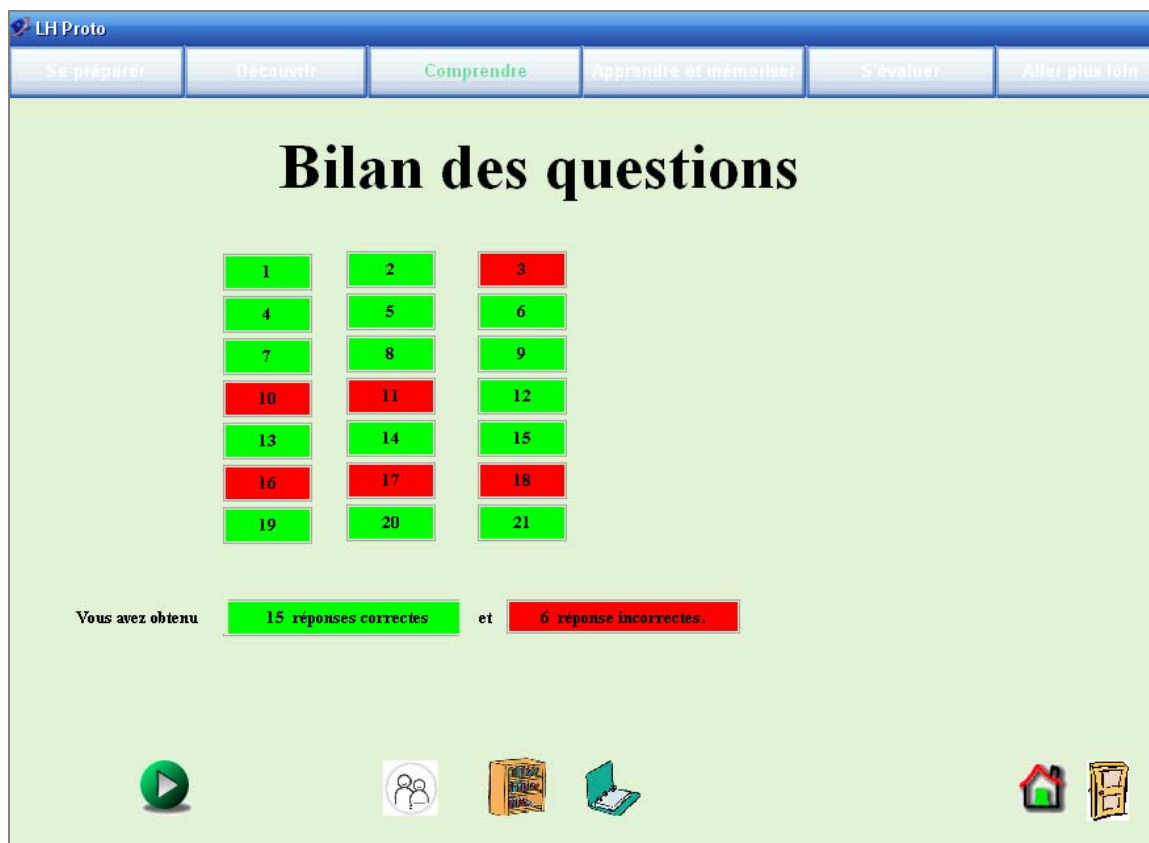 LH Proto
Se préparer Découvrir Comprendre Apprendre et mémoriser S'évaluer Aller plus loin
Bilan des questions
1 2 3
4 5 6
7 8 9
10 11 12
13 14 15
16 17 18
19 20 21
Vous avez obtenu 15 réponses correctes et 6 réponse incorrectes.